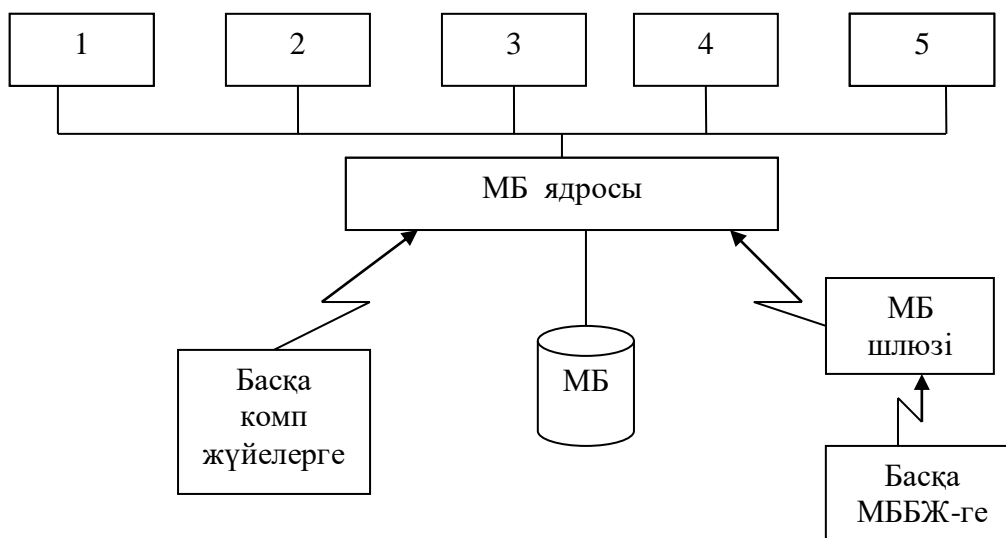 1
2
3
4
5
МБ ядросы
МБ
шлюзі
Басқа
комп
жүйелерге
МБ
Басқа
МББЖ-ге